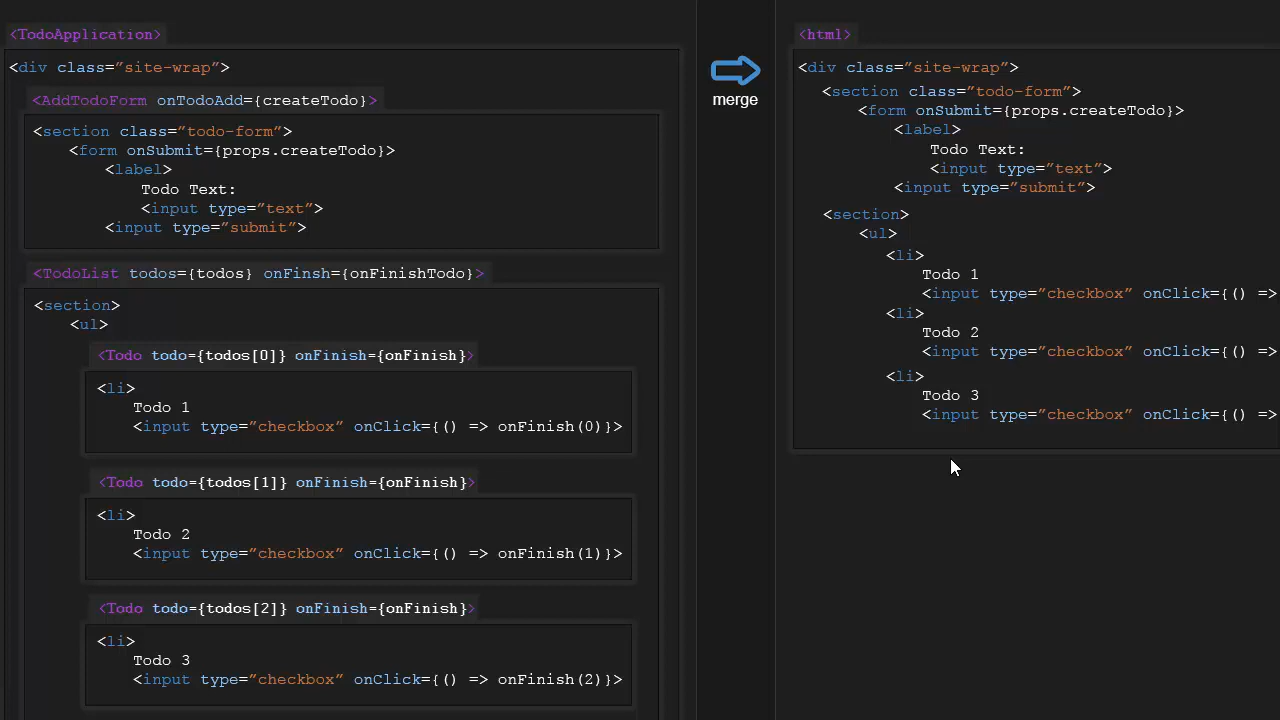 <TodoApplication>
<div class="site-wrap">
<AddTodoForm onTodoAdd={createTodo}>
<section class="todo-form">
<form onSubmit={props.createTodo}>
<label>
Todo Text:
<input type="text">
<input type="submit">
<TodoList todos={todos} onFinsh={onFinishTodo}>
<section>
<ul>
<Todo todo={todos[0]} onFinish={onFinish}>
<li>
Todo 1
<input type="checkbox" onClick={() => onFinish(0)}>
<Todo todo={todos[1]} onFinish={onFinish}>
<li>
Todo 2
<input type="checkbox" onClick={() => onFinish(1)}>
<Todo todo={todos[2]} onFinish={onFinish}>
<li>
Todo 3
<input type="checkbox" onClick={() => onFinish(2)}>
merge
<html>
<div class="site-wrap">
<section class="todo-form">
<form onSubmit={props.createTodo}>
<label>
Todo Text:
<input type="text">
<input type="submit">
<section>
<ul>
<li>
Todo 1
<input type="checkbox" onClick={() =>
<li>
Todo 2
<input type="checkbox" onClick={() =>
<li>
Todo 3
<input type="checkbox" onClick={() =>